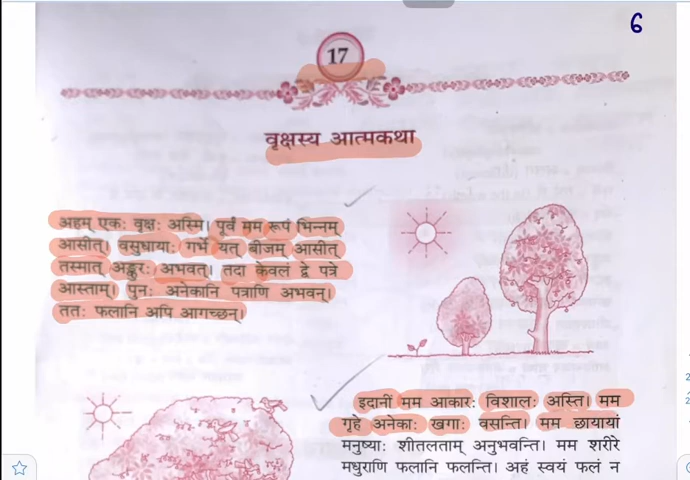 6
17
वृक्षस्य आत्मकथा
अहम् एकः वृक्षः अस्मि। पूर्वं मम रूपं भिन्नम्
आसीत्। वसुधायाः गर्भे यत् बीजम् आसीत्
तस्मात् अङ्कुरः अभवत्। तदा केवलं द्वे पत्रे
आस्ताम्। पुनः अनेकानि पत्राणि अभवन्।
ततः फलानि अपि आगच्छन्।
इदानीं मम आकारः विशालः अस्ति। मम
गृहे अनेकाः खगाः वसन्ति। मम छायायां
मनुष्याः शीतलताम् अनुभवन्ति। मम शरीरे
मधुराणि फलानि फलन्ति। अहं स्वयं फलं न